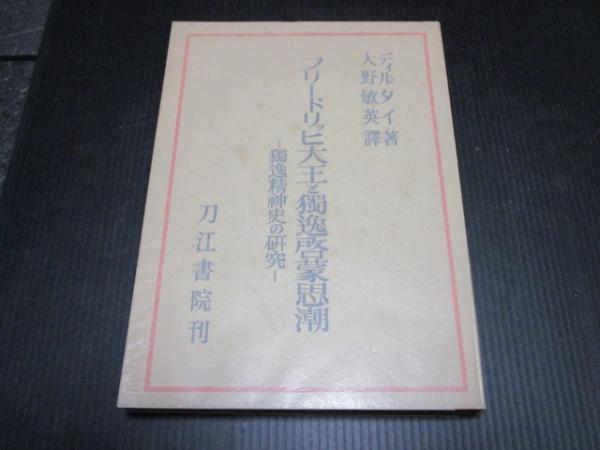 ディルタイ著
大野敏英譯
フリードリッヒ大王と獨逸啓蒙思潮
―獨逸精神史の研究―
刀江書院刊